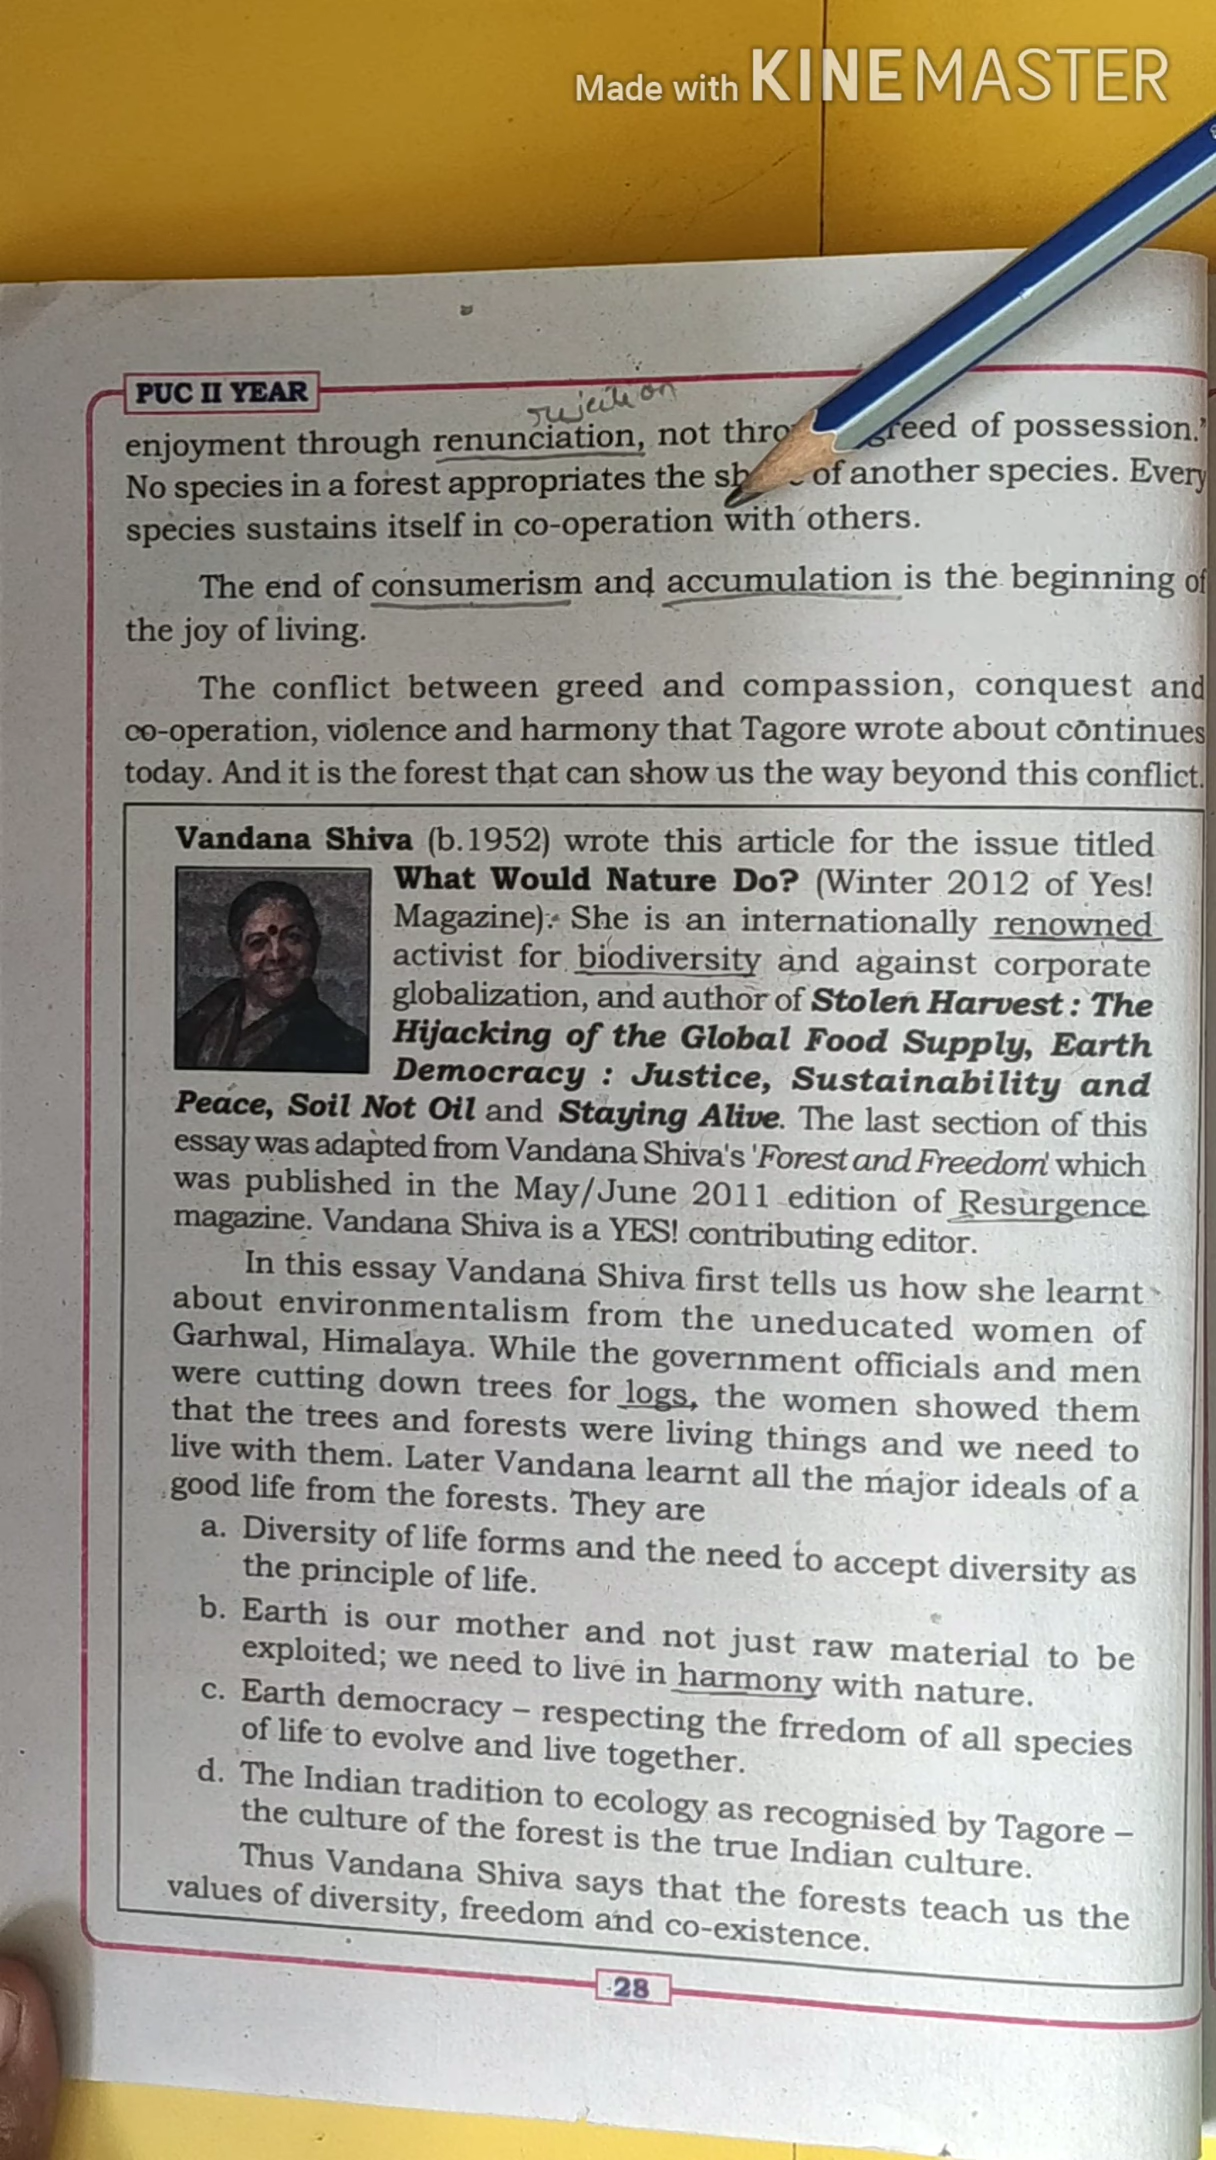 Made with KINEMASTER
PUC II YEAR
rejection
enjoyment through renunciation, not thro greed of possession."
No species in a forest appropriates the sh of another species. Every
species sustains itself in co-operation with others.
The end of consumerism and accumulation is the beginning of
the joy of living.
The conflict between greed and compassion, conquest and
co-operation, violence and harmony that Tagore wrote about continues
today. And it is the forest that can show us the way beyond this conflict.
Vandana Shiva (b.1952) wrote this article for the issue titled
What Would Nature Do? (Winter 2012 of Yes!
Magazine). She is an internationally renowned
activist for biodiversity and against corporate
globalization, and author of Stolen Harvest : The
Hijacking of the Global Food Supply, Earth
Democracy : Justice, Sustainability and
Peace, Soil Not Oil and Staying Alive. The last section of this
essay was adapted from Vandana Shiva's 'Forest and Freedom' which
was published in the May/June 2011 edition of Resurgence
magazine. Vandana Shiva is a YES! contributing editor.
In this essay Vandana Shiva first tells us how she learnt
about environmentalism from the uneducated women of
Garhwal, Himalaya. While the government officials and men
were cutting down trees for logs, the women showed them
that the trees and forests were living things and we need to
live with them. Later Vandana learnt all the major ideals of a
good life from the forests. They are
a. Diversity of life forms and the need to accept diversity as
the principle of life.
b. Earth is our mother and not just raw material to be
exploited; we need to live in harmony with nature.
c. Earth democracy – respecting the frredom of all species
of life to evolve and live together.
d. The Indian tradition to ecology as recognised by Tagore –
the culture of the forest is the true Indian culture.
Thus Vandana Shiva says that the forests teach us the
values of diversity, freedom and co-existence.
28